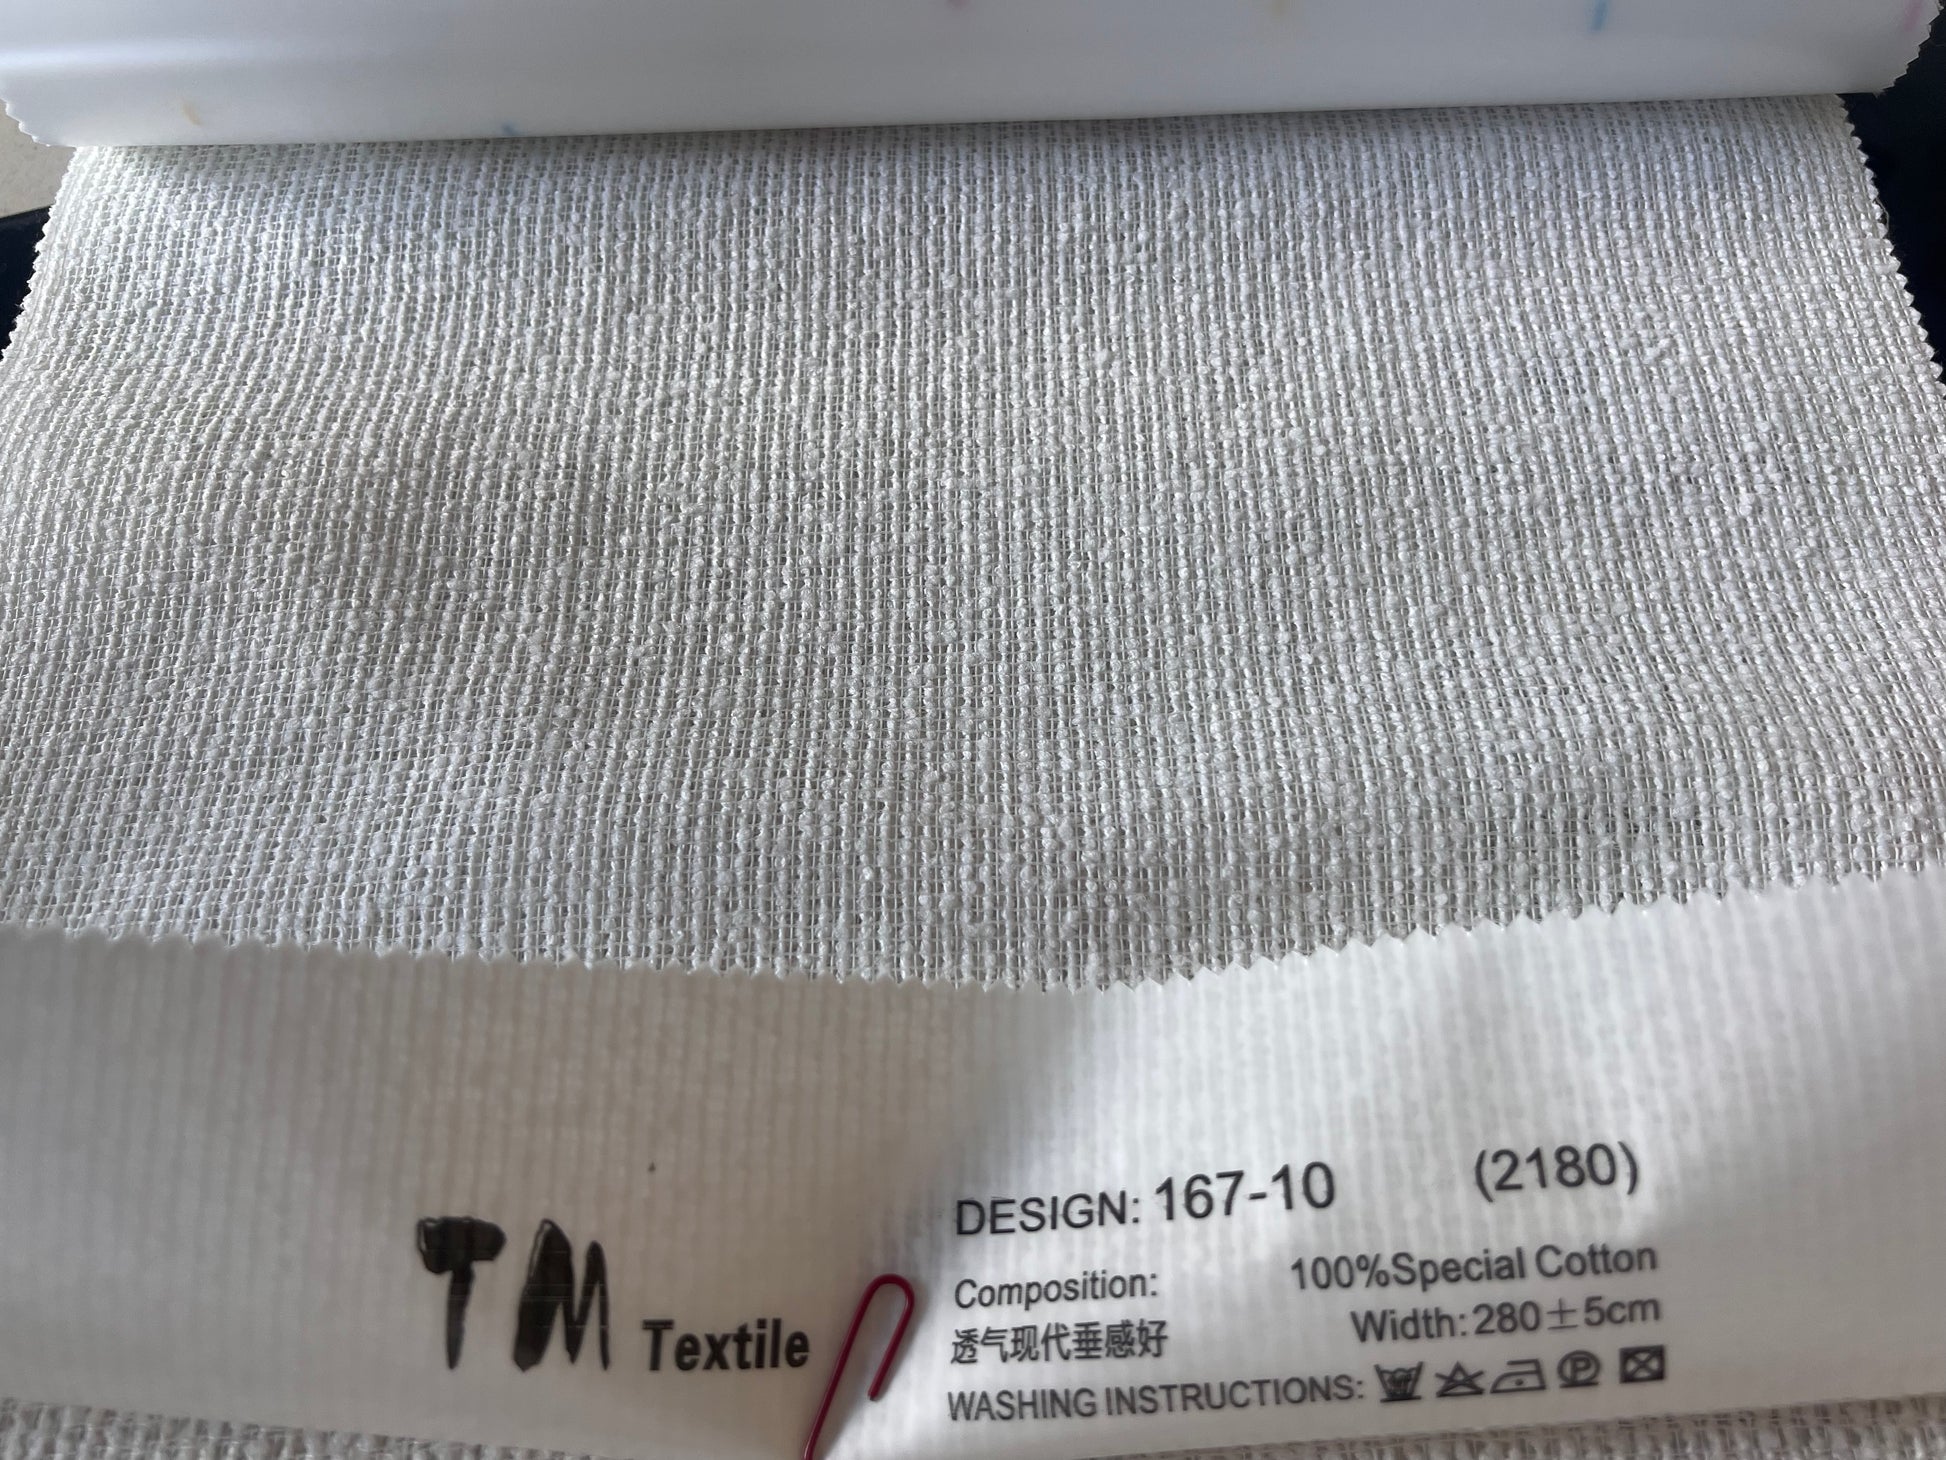 TM Textile
DESIGN: 167-10 (2180)
Composition: 100%Special Cotton
透气现代垂感好 Width:280±5cm
WASHING INSTRUCTIONS: